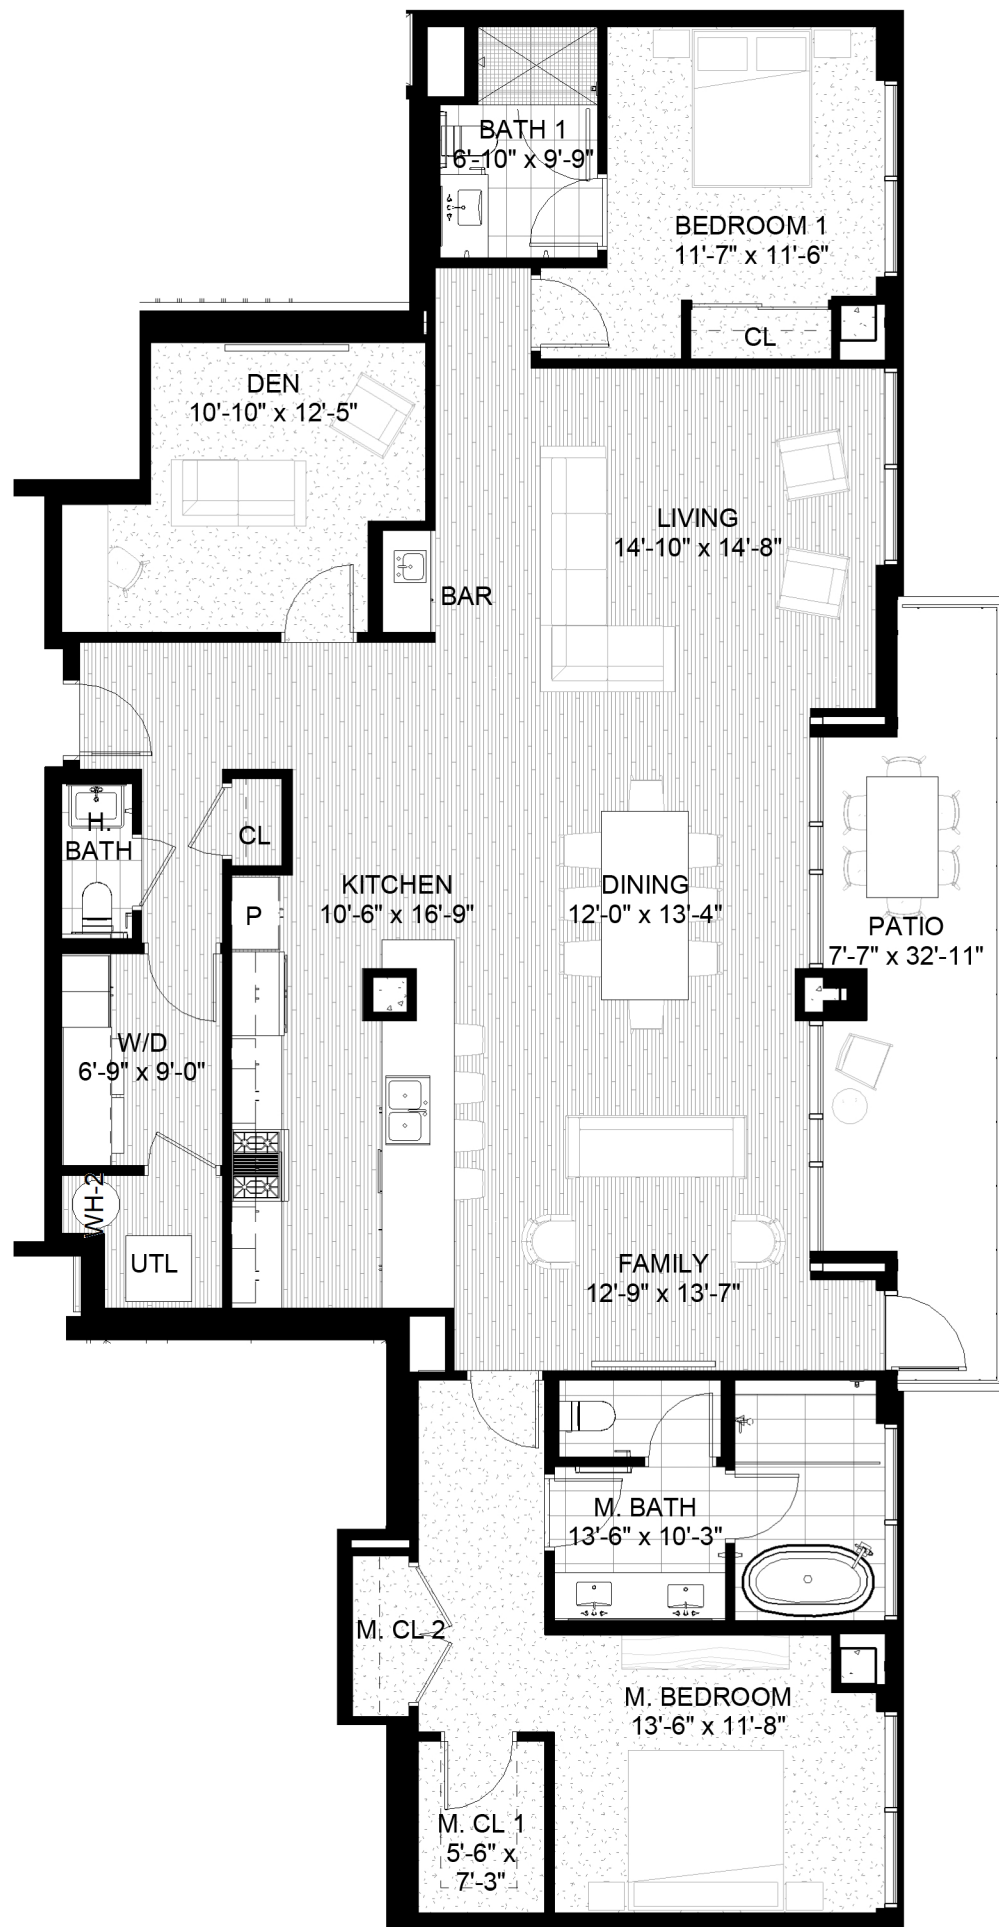 BATH 1
6'-10" x 9'-9"
BEDROOM 1
11'-7" x 11'-6"
CL
DEN
10'-10" x 12'-5"
LIVING
14'-10" x 14'-8"
BAR
H.
BATH
CL
KITCHEN
10'-6" x 16'-9"
P
DINING
12'-0" x 13'-4"
PATIO
7'-7" x 32'-11"
W/D
6'-9" x 9'-0"
WH-2
UTL
FAMILY
12'-9" x 13'-7"
M. BATH
13'-6" x 10'-3"
M. CL 2
M. BEDROOM
13'-6" x 11'-8"
M. CL 1
5'-6" x
7'-3"